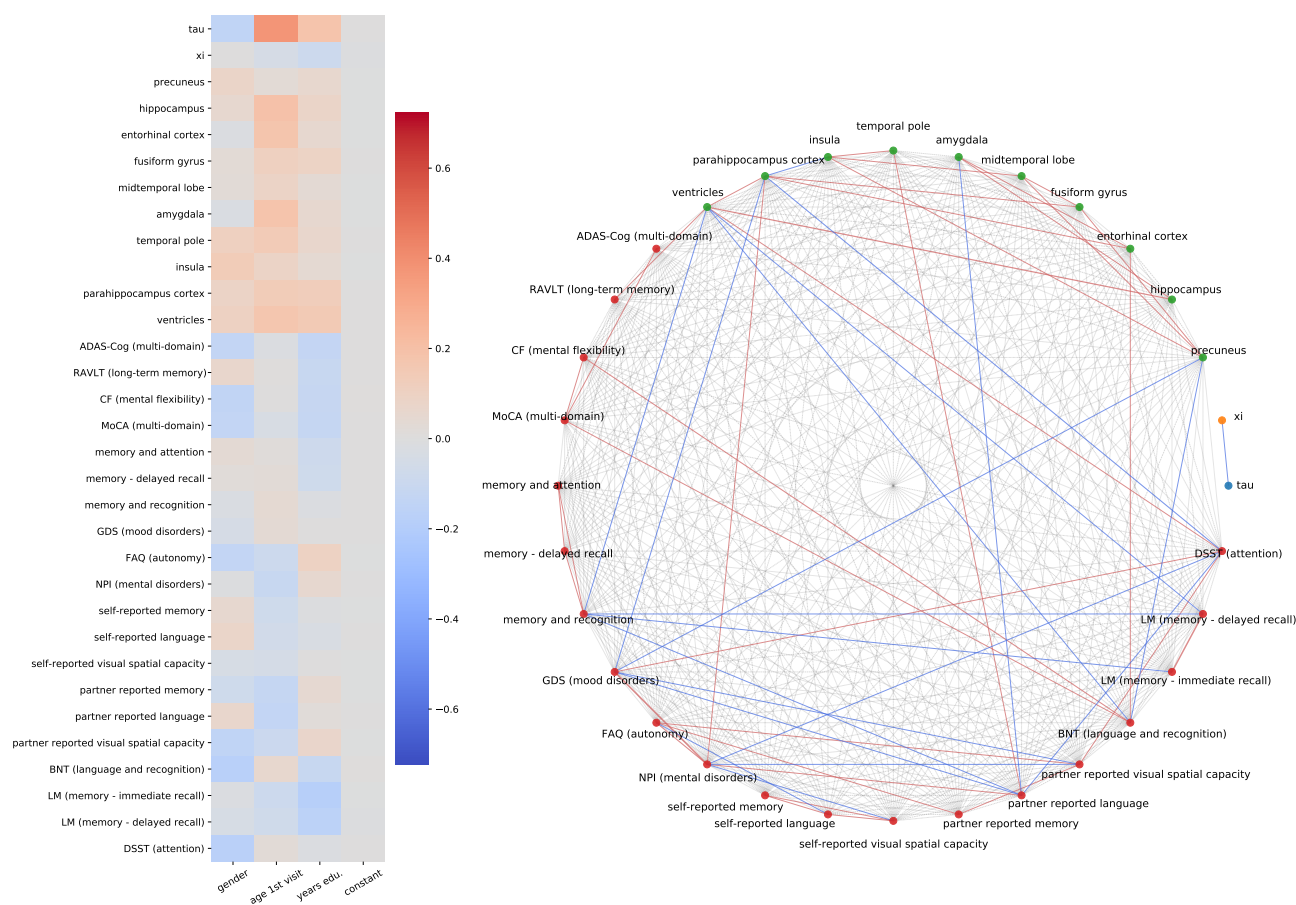 tau
xi
precuneus
hippocampus
entorhinal cortex
fusiform gyrus
midtemporal lobe
amygdala
temporal pole
insula
parahippocampus cortex
ventricles
ADAS-Cog (multi-domain)
RAVLT (long-term memory)
CF (mental flexibility)
MoCA (multi-domain)
memory and attention
memory - delayed recall
memory and recognition
GDS (mood disorders)
FAQ (autonomy)
NPI (mental disorders)
self-reported memory
self-reported language
self-reported visual spatial capacity
partner reported memory
partner reported language
partner reported visual spatial capacity
BNT (language and recognition)
LM (memory - immediate recall)
LM (memory - delayed recall)
DSST (attention)
gender
age 1st visit
years edu.
constant
0.6
0.4
0.2
0.0
−0.2
−0.4
−0.6
temporal pole
insula
amygdala
parahippocampus cortex
midtemporal lobe
ventricles
fusiform gyrus
ADAS-Cog (multi-domain)
entorhinal cortex
RAVLT (long-term memory)
hippocampus
CF (mental flexibility)
precuneus
MoCA (multi-domain)
xi
memory and attention
tau
memory - delayed recall
DSST (attention)
memory and recognition
LM (memory - delayed recall)
GDS (mood disorders)
LM (memory - immediate recall)
FAQ (autonomy)
BNT (language and recognition)
NPI (mental disorders)
partner reported visual spatial capacity
self-reported memory
partner reported language
self-reported language
partner reported memory
self-reported visual spatial capacity